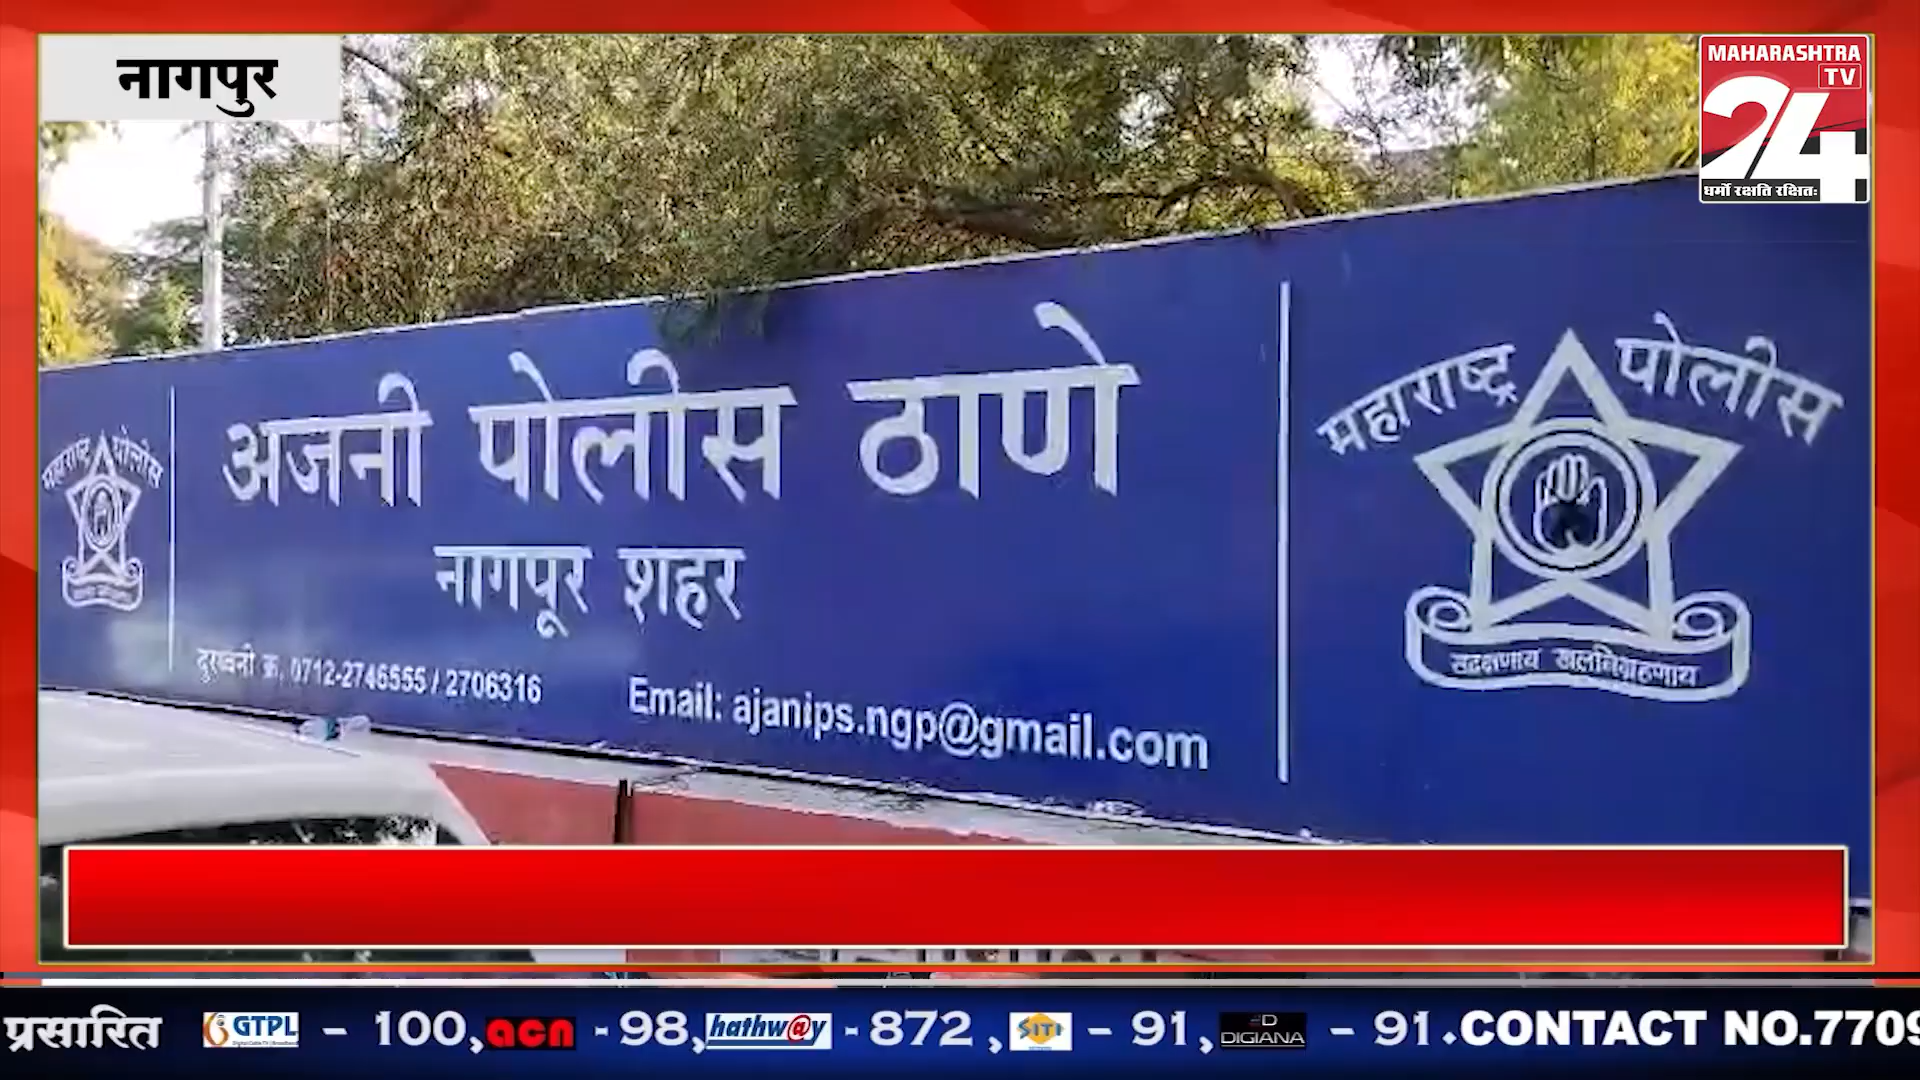 नागपुर
MAHARASHTRA
TV
24
धर्मो रक्षति रक्षितः
महाराष्ट्र पोलीस
अजनी पोलीस ठाणे
नागपूर शहर
दुरध्वनी क्र. 0712-2746555 / 2706316
Email: ajanips.ngp@gmail.com
महाराष्ट्र पोलीस
सद्रक्षणाय खलनिग्रहणाय
प्रसारित GTPL - 100, acn - 98, hathw@y - 872 , SITI - 91, DIGIANA - 91. CONTACT NO.7709